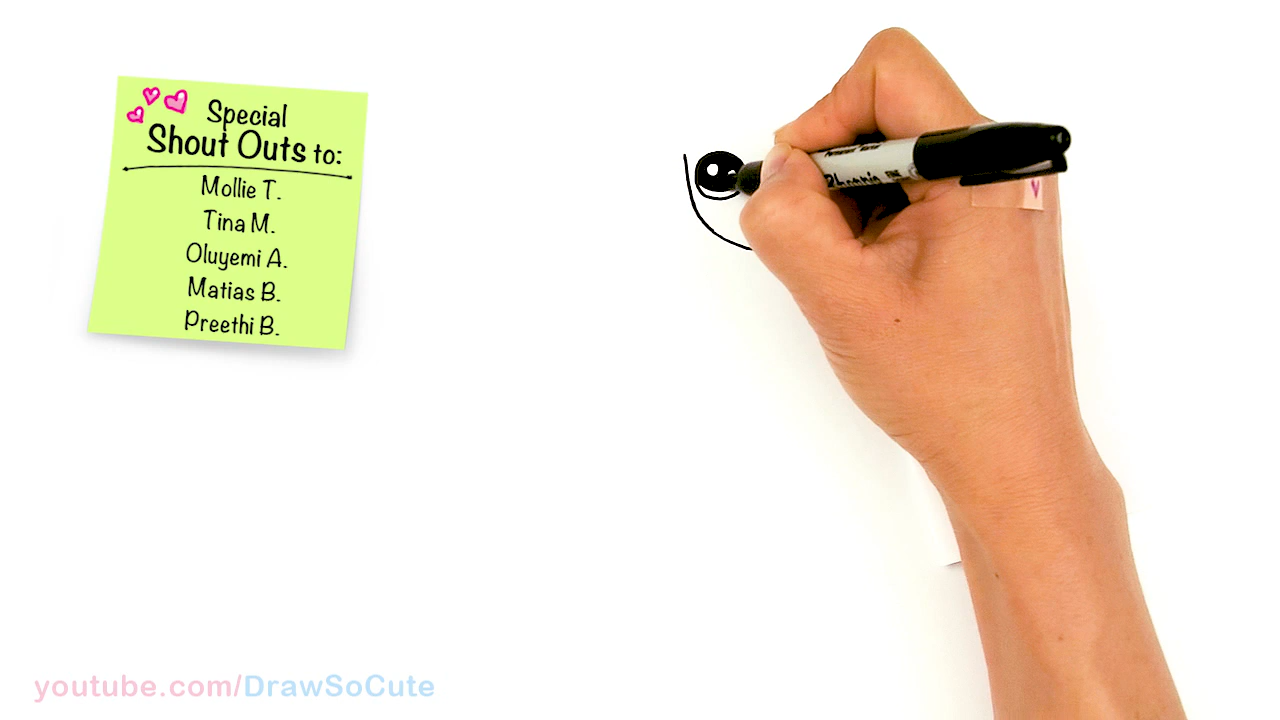 Special
Shout Outs to:
Mollie T.
Tina M.
Oluyemi A.
Matias B.
Preethi B.
youtube.com/DrawSoCute